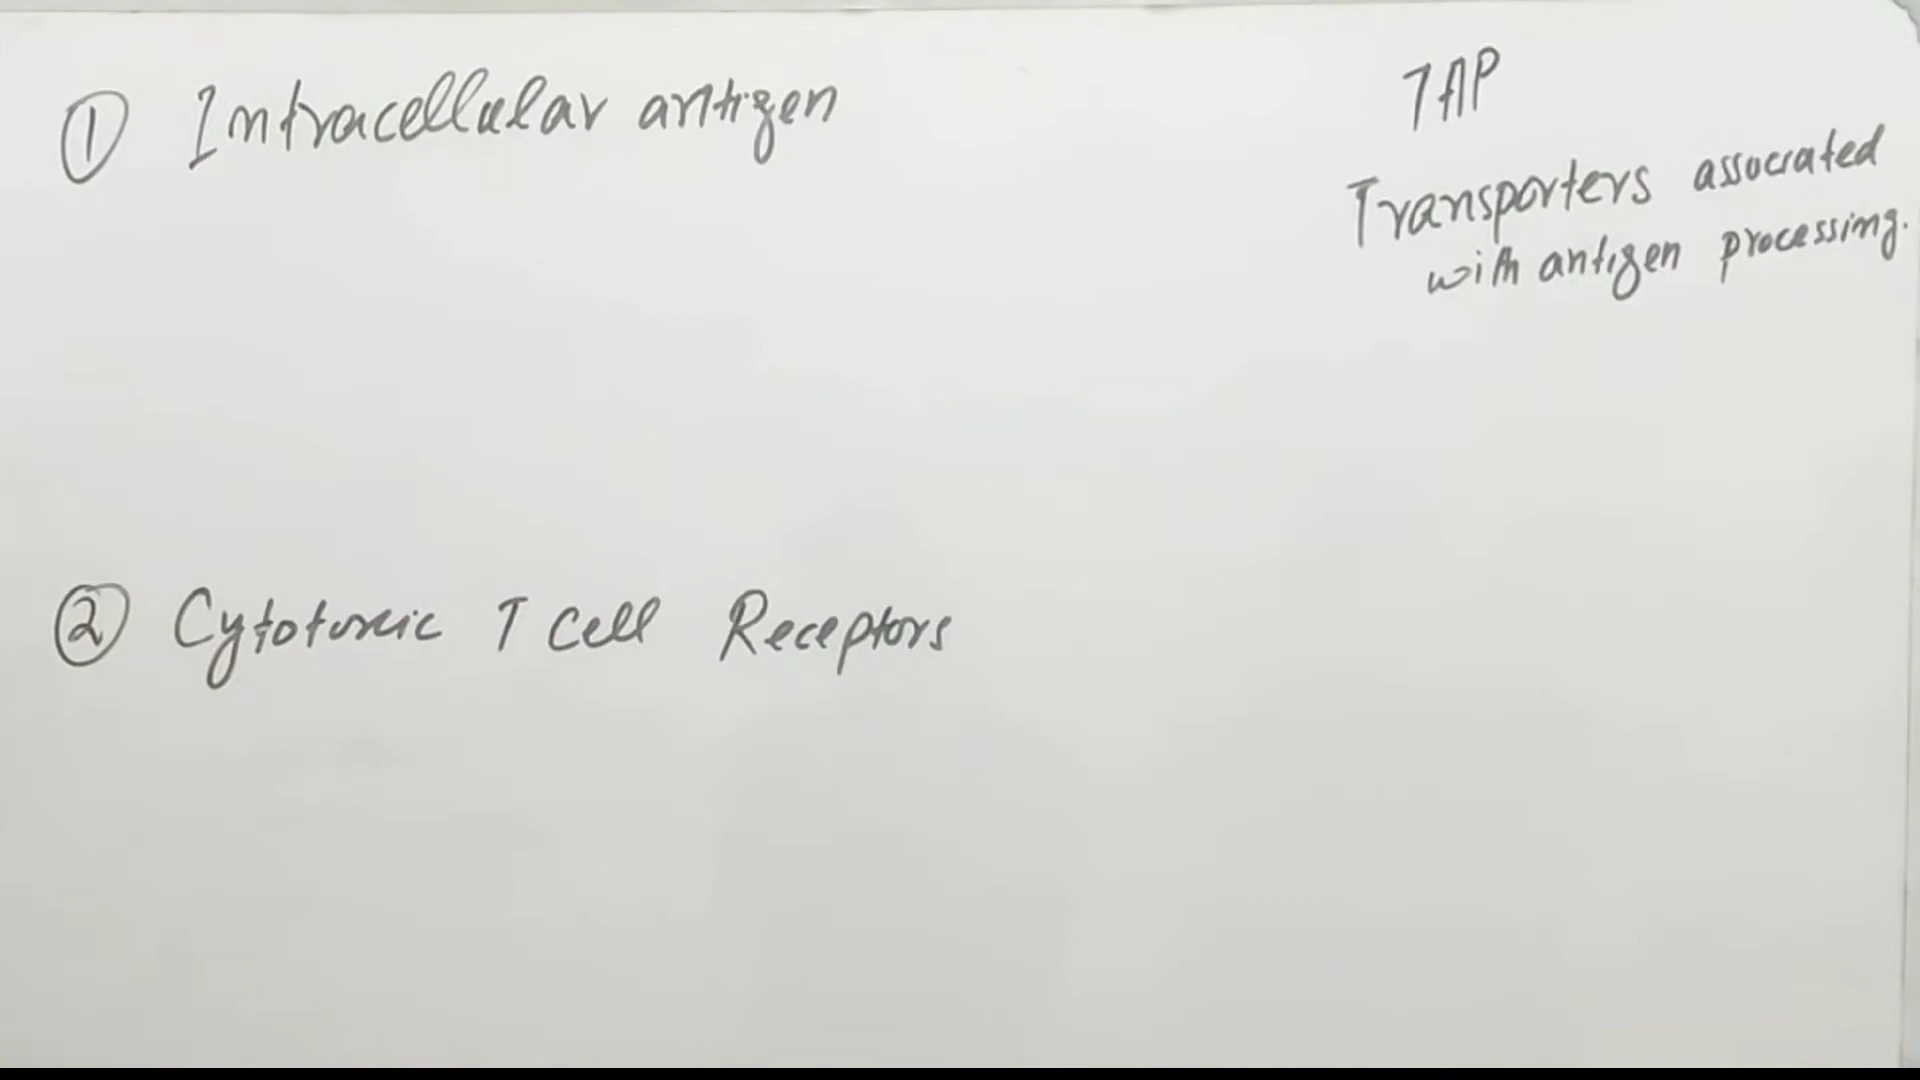 ① Intracellular antigen
TAP
Transporters associated
with antigen processing.
② Cytotoxic T Cell Receptors